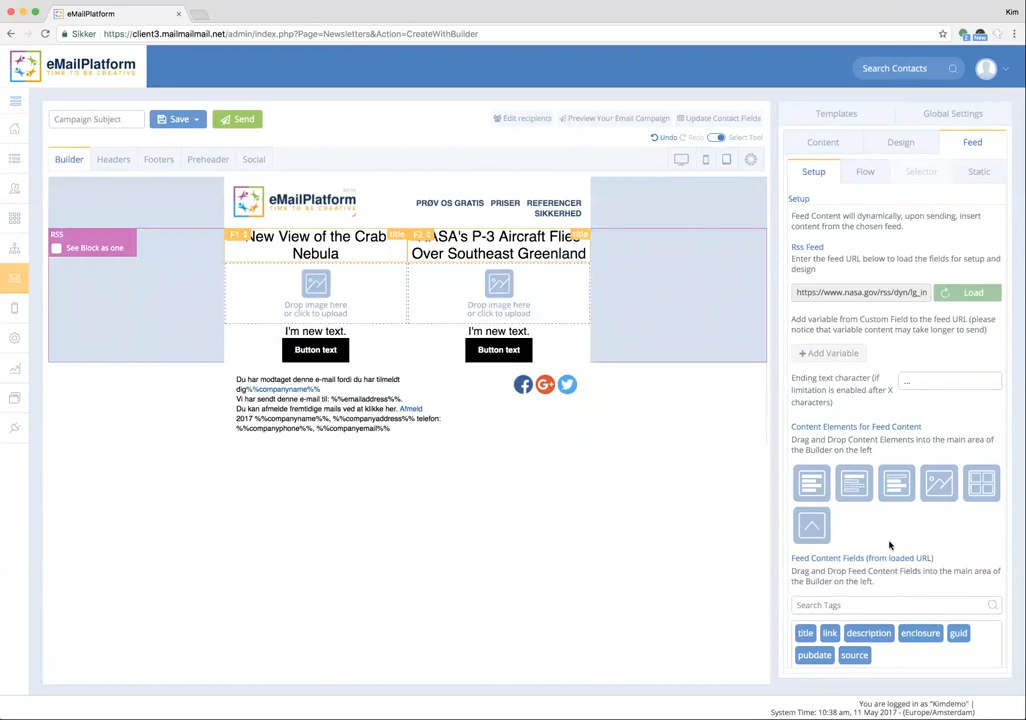 eMailPlatform
Kim
Sikker
https://client3.mailmailmail.net/admin/index.php?Page=Newsletters&Action=CreateWithBuilder
2
New
eMailPlatform
TIME TO BE CREATIVE
Search Contacts
Campaign Subject
Save
Send
Edit recipients
Preview Your Email Campaign
Update Contact Fields
Undo
Redo
Select Tool
Builder
Headers
Footers
Preheader
Social
eMailPlatform
TIME TO BE CREATIVE
PRØV OS GRATIS PRISER REFERENCER
SIKKERHED
RSS
See Block as one
F1
title
F2
title
New View of the Crab
Nebula
NASA's P-3 Aircraft Flies
Over Southeast Greenland
Drop image here
or click to upload
Drop image here
or click to upload
I'm new text.
I'm new text.
Button text
Button text
Du har modtaget denne e-mail fordi du har tilmeldt
dig%%companyname%%
Vi har sendt denne e-mail til: %%emailaddress%%.
Du kan afmelde fremtidige mails ved at klikke her. Afmeld
2017 %%companyname%%, %%companyaddress%% telefon:
%%companyphone%%, %%companyemail%%
Templates
Global Settings
Content
Design
Feed
Setup
Flow
Selector
Static
Setup
Feed Content will dynamically, upon sending, insert
content from the chosen feed.
Rss Feed
Enter the feed URL below to load the fields for setup and
design
https://www.nasa.gov/rss/dyn/lg_in
Load
Add variable from Custom Field to the feed URL (please
notice that variable content may take longer to send)
+ Add Variable
Ending text character (if
limitation is enabled after X
characters)
...
Content Elements for Feed Content
Drag and Drop Content Elements into the main area of
the Builder on the left
Feed Content Fields (from loaded URL)
Drag and Drop Feed Content Fields into the main area of
the Builder on the left.
Search Tags
title
link
description
enclosure
guid
pubdate
source
You are logged in as "Kimdemo" |
System Time: 10:38 am, 11 May 2017 - (Europe/Amsterdam)